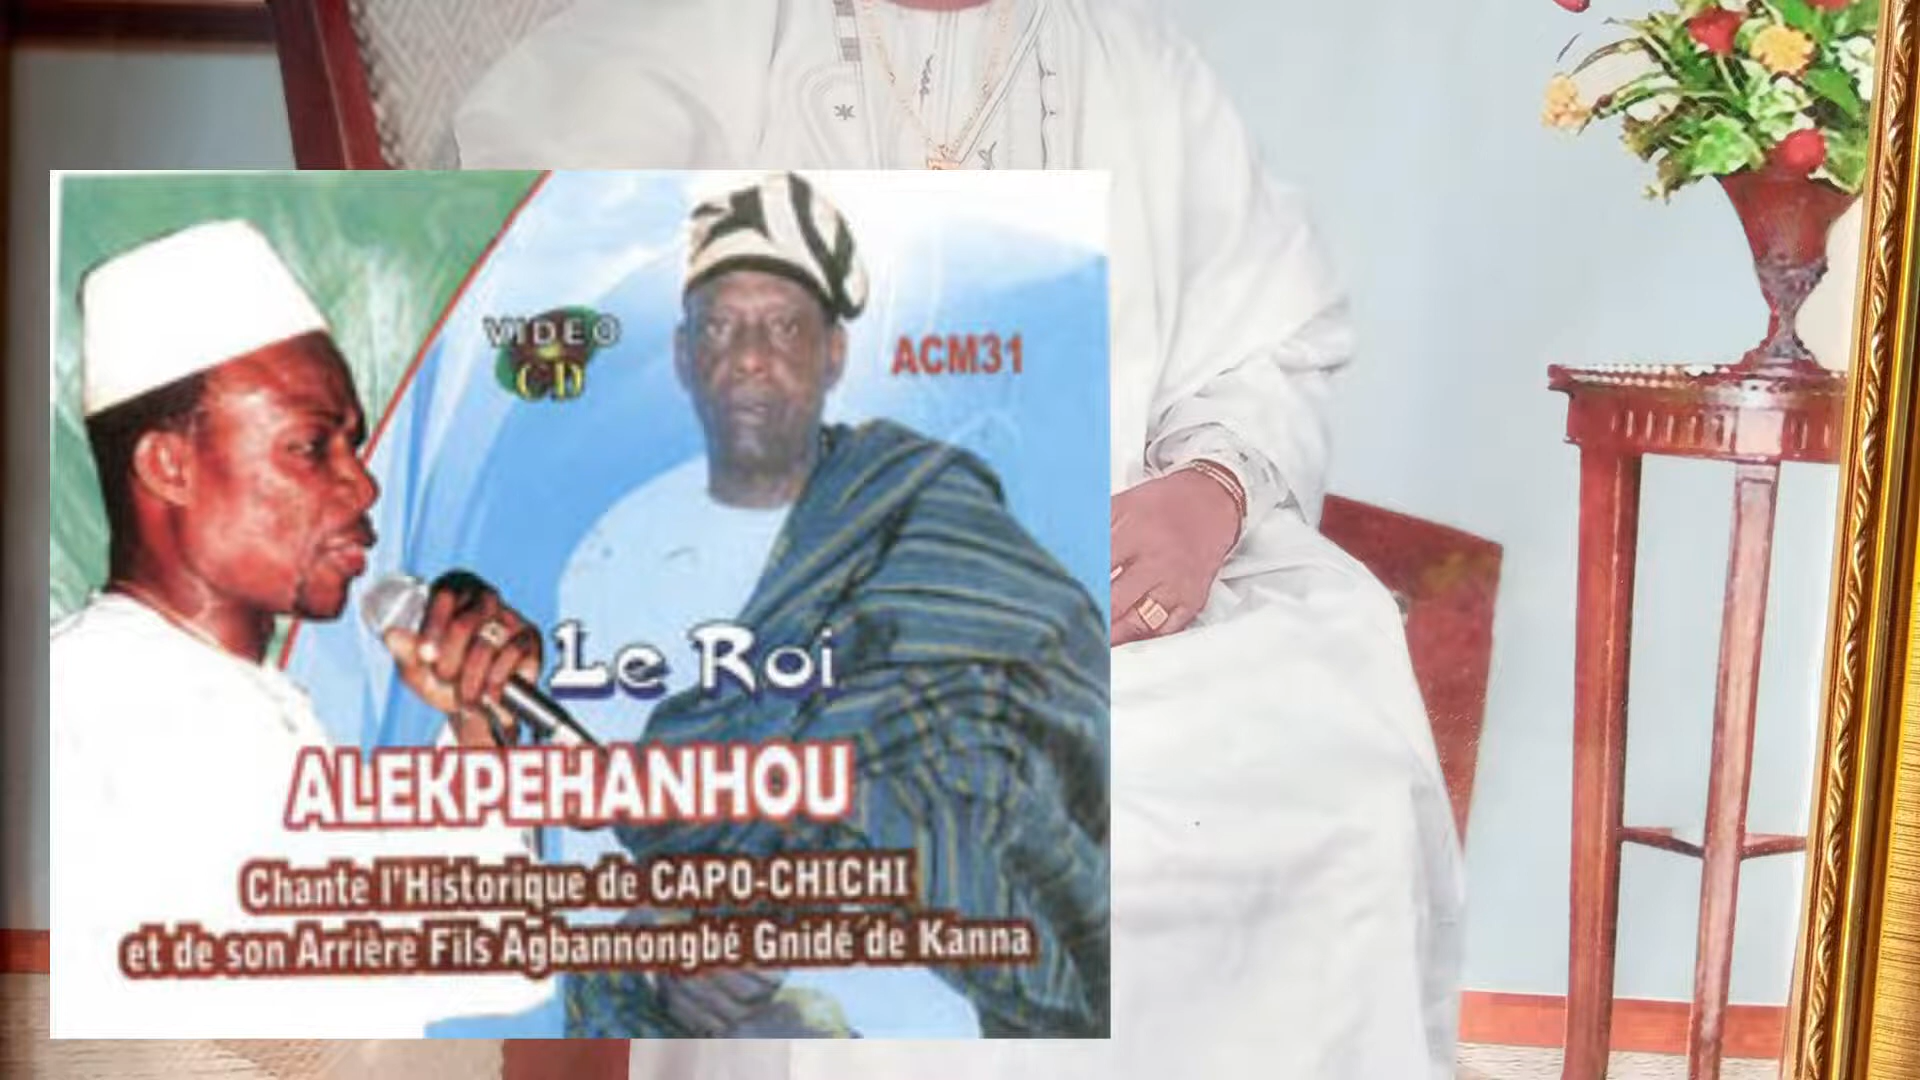 VIDEO
CD
ACM31
Le Roi
ALEKPEHANHOU
Chante l'Historique de CAPO-CHICHI
et de son Arrière Fils Agbannongbé Gnidé de Kanna